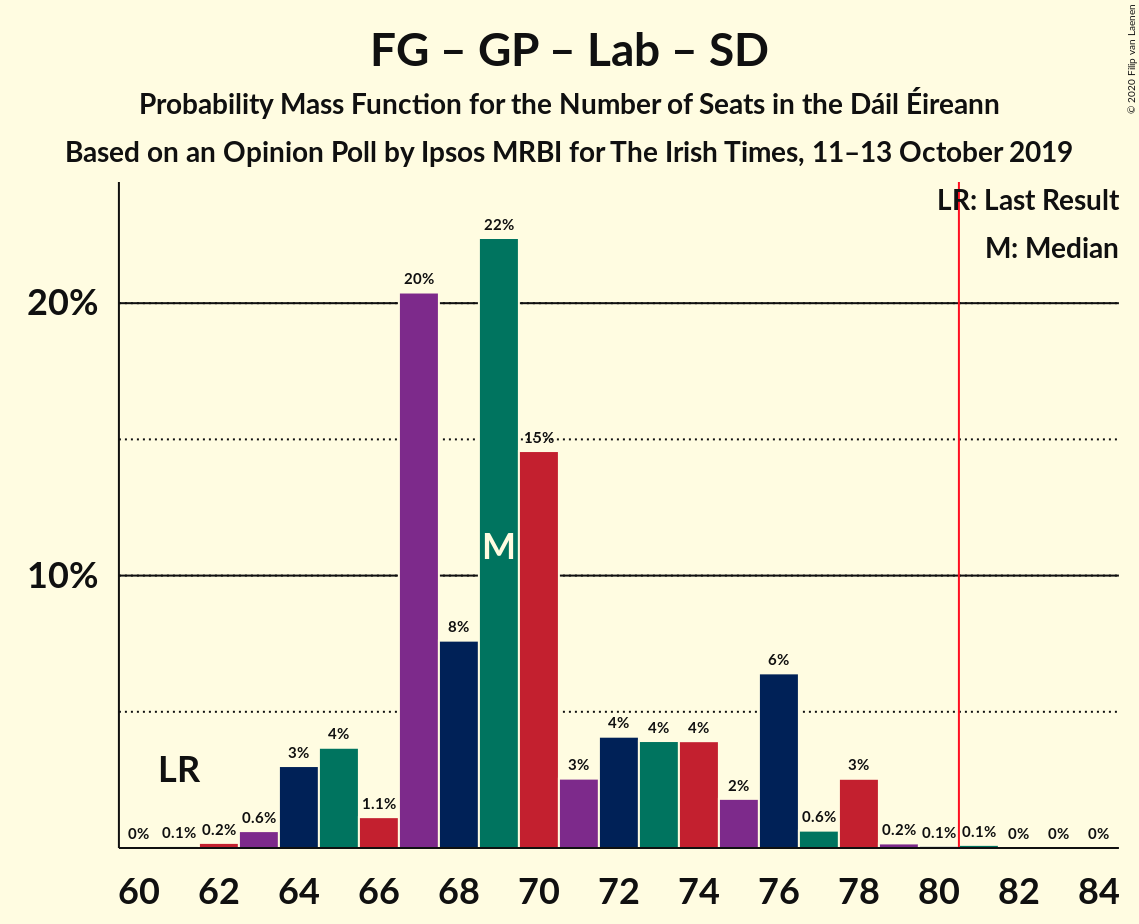 FG – GP – Lab – SD
Probability Mass Function for the Number of Seats in the Dáil Éireann
Based on an Opinion Poll by Ipsos MRBI for The Irish Times, 11–13 October 2019
© 2020 Filip van Laenen
LR: Last Result
M: Median
20%
10%
LR
M
0% 0.1% 0.2% 0.6% 3% 4% 1.1% 20% 8% 22% 15% 3% 4% 4% 4% 2% 6% 0.6% 3% 0.2% 0.1% 0.1% 0% 0% 0%
60 62 64 66 68 70 72 74 76 78 80 82 84